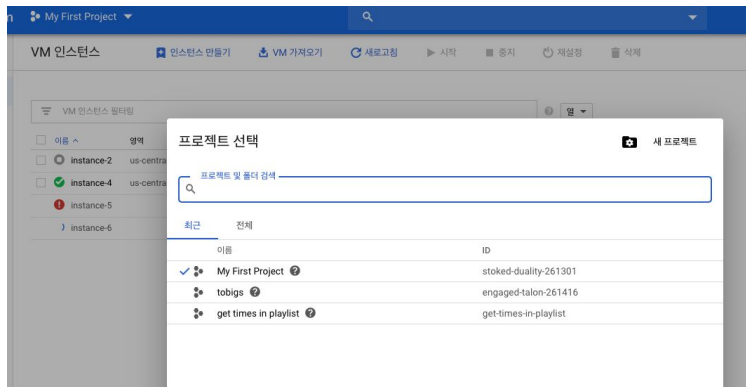 My First Project
VM 인스턴스 인스턴스 만들기 VM 가져오기 새로고침 시작 중지 재설정 삭제
VM 인스턴스 필터링 열
이름 영역
instance-2 us-centra
instance-4 us-centra
instance-5
instance-6
프로젝트 선택 새 프로젝트
프로젝트 및 폴더 검색
최근 전체
이름 ID
My First Project stoked-duality-261301
tobigs engaged-talon-261416
get times in playlist get-times-in-playlist